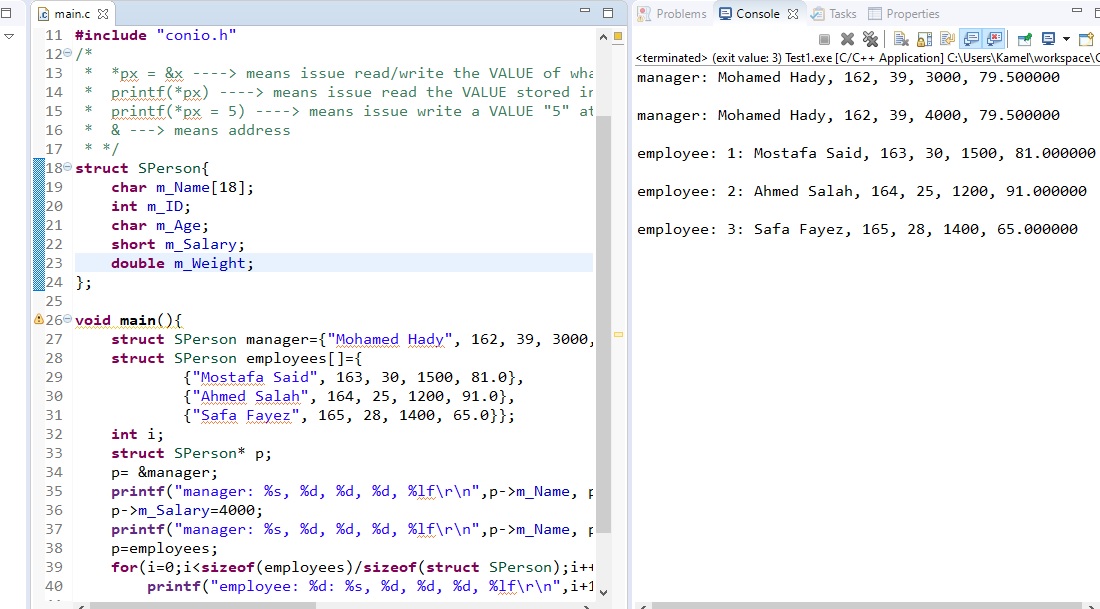 main.c
11 #include "conio.h"
12 /*
13 * *px = &x ----> means issue read/write the VALUE of wha
14 * printf(*px) ----> means issue read the VALUE stored in
15 * printf(*px = 5) ----> means issue write a VALUE "5" at
16 * & ---> means address
17 * */
18 struct SPerson{
19 char m_Name[18];
20 int m_ID;
21 char m_Age;
22 short m_Salary;
23 double m_Weight;
24 };
25
26 void main(){
27 struct SPerson manager={"Mohamed Hady", 162, 39, 3000,
28 struct SPerson employees[]={
29 {"Mostafa Said", 163, 30, 1500, 81.0},
30 {"Ahmed Salah", 164, 25, 1200, 91.0},
31 {"Safa Fayez", 165, 28, 1400, 65.0}};
32 int i;
33 struct SPerson* p;
34 p= &manager;
35 printf("manager: %s, %d, %d, %d, %lf\r\n",p->m_Name, p
36 p->m_Salary=4000;
37 printf("manager: %s, %d, %d, %d, %lf\r\n",p->m_Name, p
38 p=employees;
39 for(i=0;i<sizeof(employees)/sizeof(struct SPerson);i++
40 printf("employee: %d: %s, %d, %d, %d, %lf\r\n",i+1
Problems Console Tasks Properties
<terminated> (exit value: 3) Test1.exe [C/C++ Application] C:\Users\Kamel\workspace\C
manager: Mohamed Hady, 162, 39, 3000, 79.500000
manager: Mohamed Hady, 162, 39, 4000, 79.500000
employee: 1: Mostafa Said, 163, 30, 1500, 81.000000
employee: 2: Ahmed Salah, 164, 25, 1200, 91.000000
employee: 3: Safa Fayez, 165, 28, 1400, 65.000000